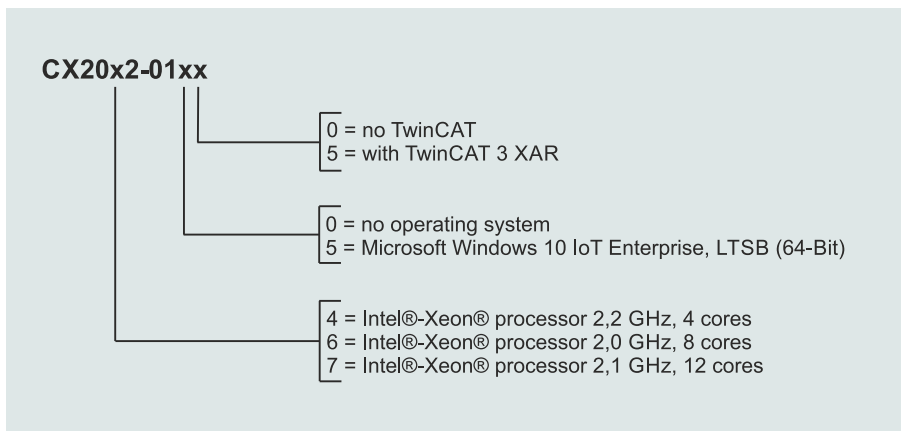 CX20x2-01xx
0 = no TwinCAT
5 = with TwinCAT 3 XAR
0 = no operating system
5 = Microsoft Windows 10 IoT Enterprise, LTSB (64-Bit)
4 = Intel®-Xeon® processor 2,2 GHz, 4 cores
6 = Intel®-Xeon® processor 2,0 GHz, 8 cores
7 = Intel®-Xeon® processor 2,1 GHz, 12 cores